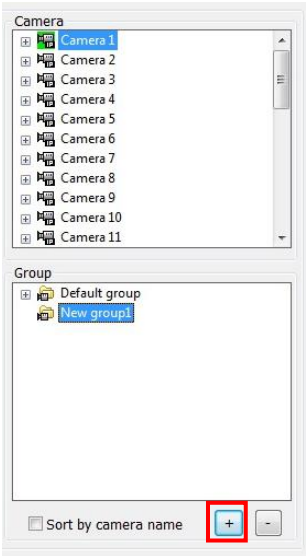 Camera
Camera 1
Camera 2
Camera 3
Camera 4
Camera 5
Camera 6
Camera 7
Camera 8
Camera 9
Camera 10
Camera 11
Group
Default group
New group1
Sort by camera name + -